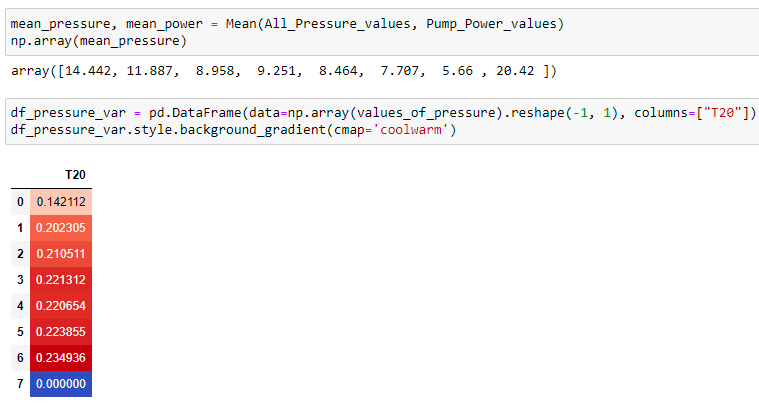 mean_pressure, mean_power = Mean(All_Pressure_values, Pump_Power_values)
np.array(mean_pressure)
array([14.442, 11.887,  8.958,  9.251,  8.464,  7.707,  5.66 , 20.42 ])
df_pressure_var = pd.DataFrame(data=np.array(values_of_pressure).reshape(-1, 1), columns=["T20"])
df_pressure_var.style.background_gradient(cmap='coolwarm')
T20
0 0.142112
1 0.202305
2 0.210511
3 0.221312
4 0.220654
5 0.223855
6 0.234936
7 0.000000